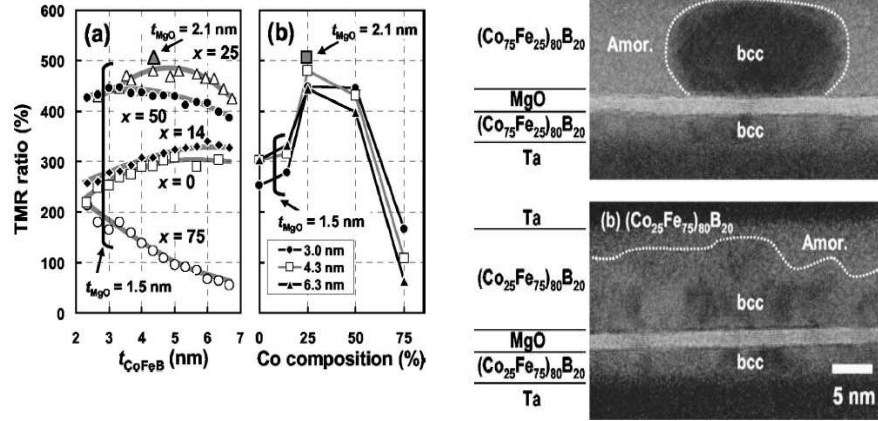 (a)
t_MgO = 2.1 nm
x = 25
x = 50
x = 14
x = 0
x = 75
t_MgO = 1.5 nm
TMR ratio (%)
600
500
400
300
200
100
0
2 3 4 5 6 7
t_CoFeB (nm)
(b)
t_MgO = 2.1 nm
t_MgO = 1.5 nm
3.0 nm
4.3 nm
6.3 nm
0 25 50 75
Co composition (%)
(Co75Fe25)80B20
Amor.
bcc
MgO
(Co75Fe25)80B20
bcc
Ta
Ta
(b) (Co25Fe75)80B20
Amor.
(Co25Fe75)80B20
bcc
MgO
(Co25Fe75)80B20
bcc
Ta
5 nm